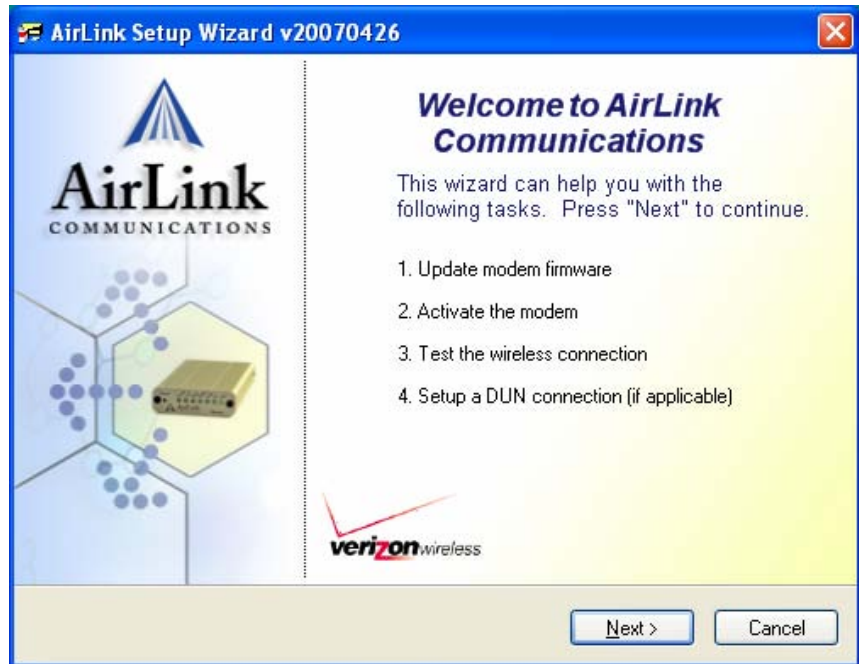 AirLink Setup Wizard v20070426
AirLink
COMMUNICATIONS
Welcome to AirLink
Communications
This wizard can help you with the
following tasks. Press "Next" to continue.
1. Update modem firmware
2. Activate the modem
3. Test the wireless connection
4. Setup a DUN connection (if applicable)
verizonwireless
Next >
Cancel